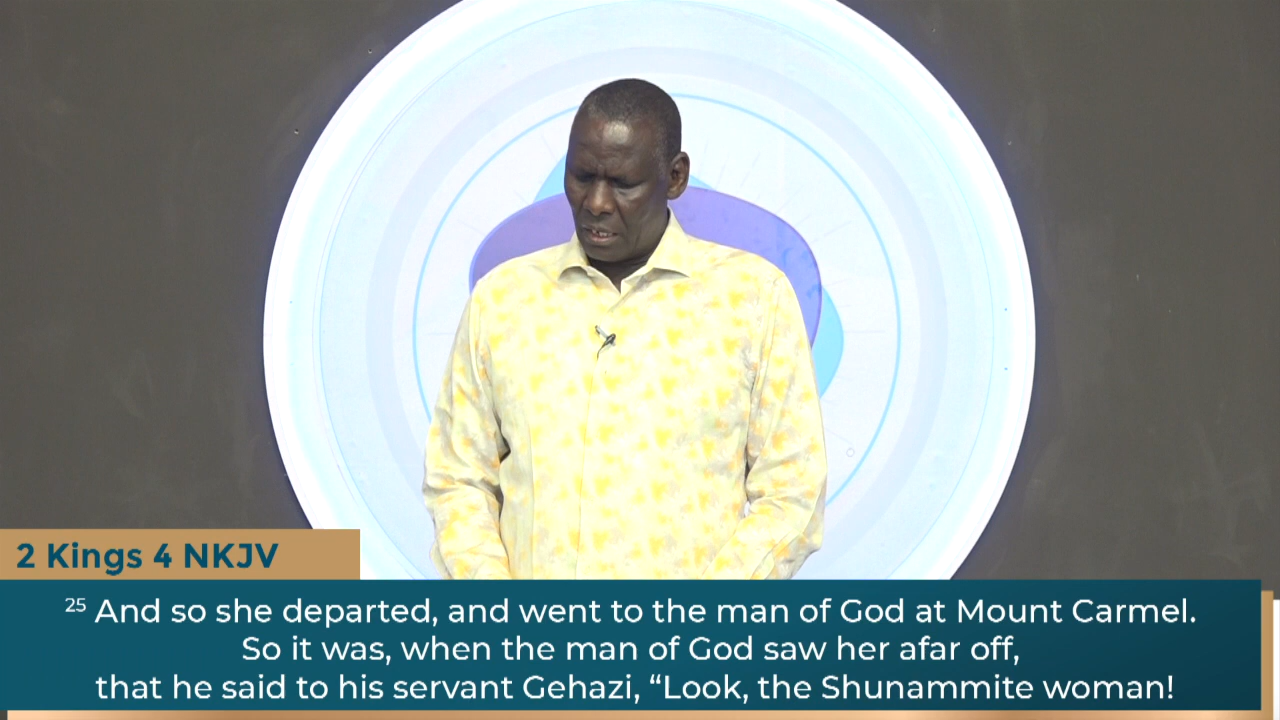 2 Kings 4 NKJV
25 And so she departed, and went to the man of God at Mount Carmel.
So it was, when the man of God saw her afar off,
that he said to his servant Gehazi, “Look, the Shunammite woman!